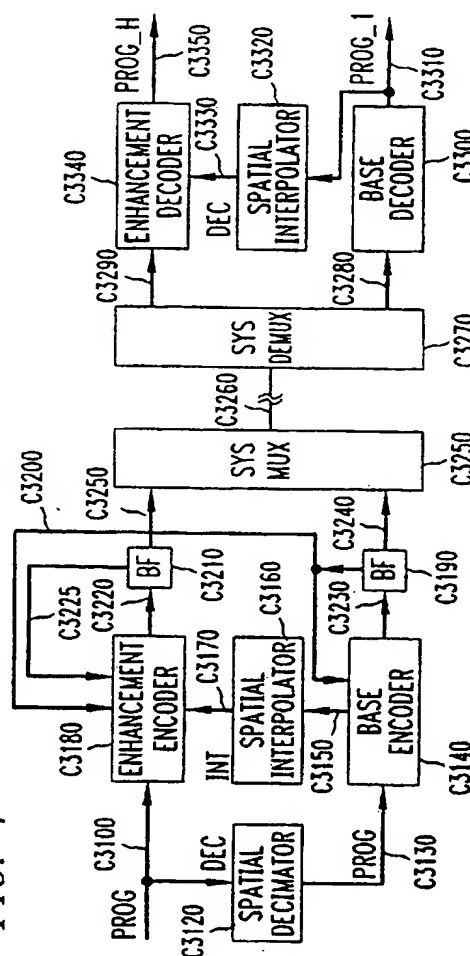 PROG
C3100
C3180
ENHANCEMENT
ENCODER
C3225
C3200
C3220
BF
C3210
C3250
C3290
C3340
ENHANCEMENT
DECODER
PROG_H
C3350
DEC
C3120
SPATIAL
DECIMATOR
INT
C3170
SPATIAL
INTERPOLATOR
C3160
SYS
MUX
C3260
SYS
DEMUX
DEC
C3330
SPATIAL
INTERPOLATOR
C3320
PROG
C3130
C3150
BASE
ENCODER
C3140
C3230
BF
C3190
C3240
C3250
C3270
C3280
BASE
DECODER
C3300
PROG_1
C3310